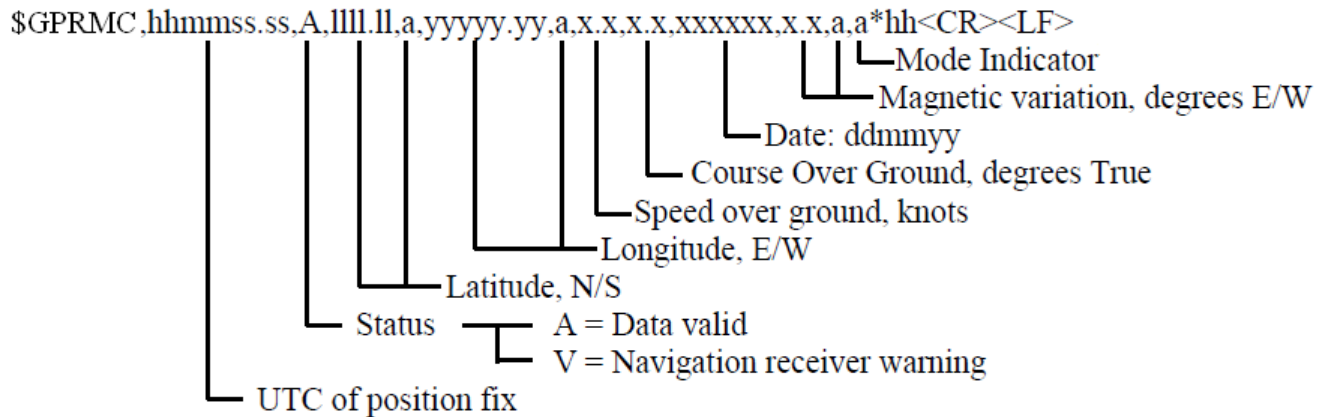 $GPRMC,hhmmss.ss,A,llll.ll,a,yyyyy.yy,a,x.x,x.x,xxxxxx,x.x,a,a*hh<CR><LF>
Mode Indicator
Magnetic variation, degrees E/W
Date: ddmmyy
Course Over Ground, degrees True
Speed over ground, knots
Longitude, E/W
Latitude, N/S
Status A = Data valid
V = Navigation receiver warning
UTC of position fix